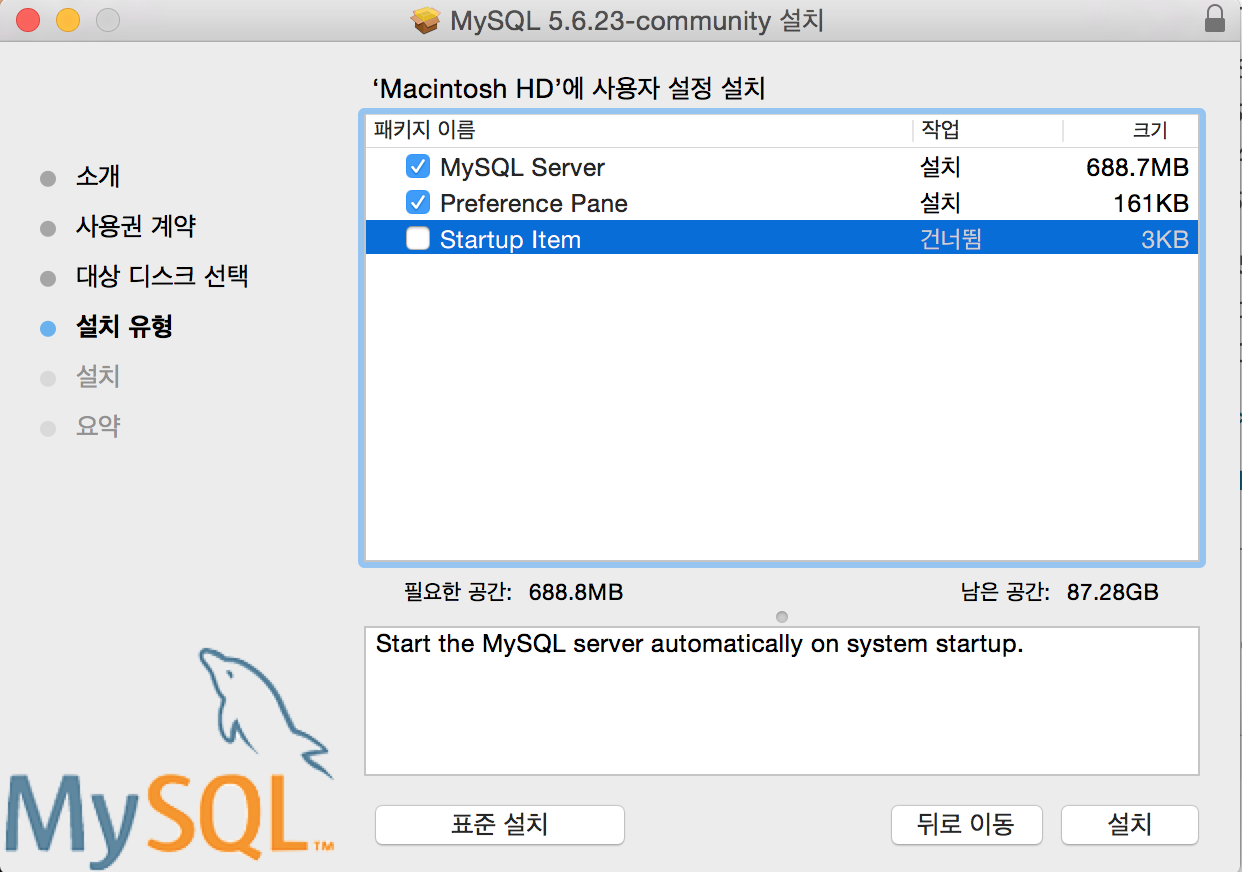 MySQL 5.6.23-community 설치
‘Macintosh HD’에 사용자 설정 설치
패키지 이름 작업 크기
MySQL Server 설치 688.7MB
Preference Pane 설치 161KB
Startup Item 건너뜀 3KB
소개
사용권 계약
대상 디스크 선택
설치 유형
설치
요약
필요한 공간: 688.8MB 남은 공간: 87.28GB
Start the MySQL server automatically on system startup.
MySQL™
표준 설치 뒤로 이동 설치